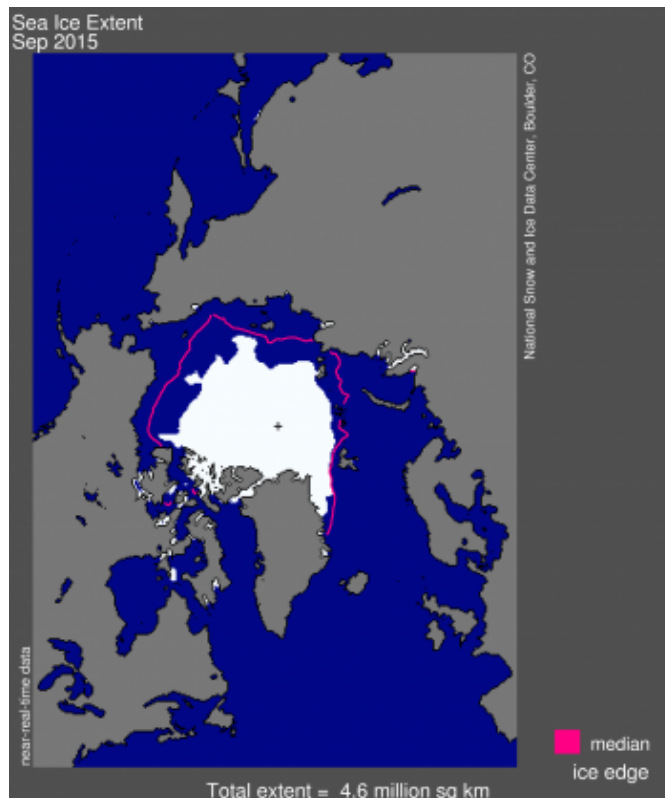 Sea Ice Extent
Sep 2015
National Snow and Ice Data Center, Boulder, CO
near-real-time data
median
ice edge
Total extent = 4.6 million sq km